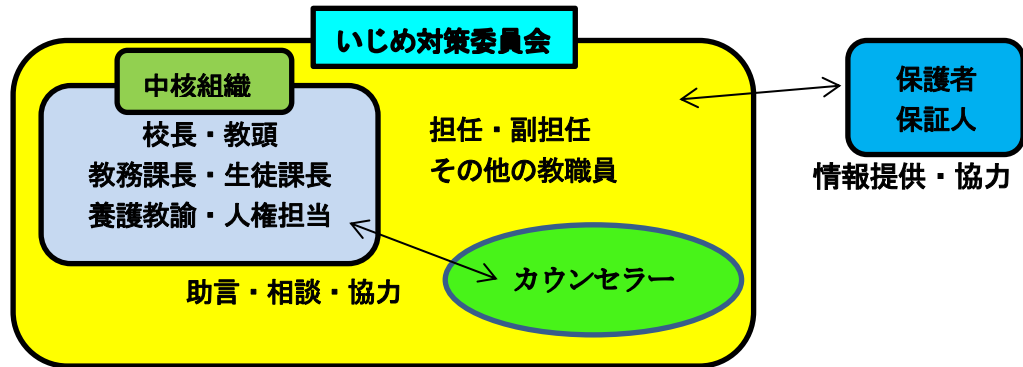 いじめ対策委員会
中核組織
校長・教頭
教務課長・生徒課長
養護教諭・人権担当
担任・副担任
その他の教職員
カウンセラー
助言・相談・協力
保護者
保証人
情報提供・協力